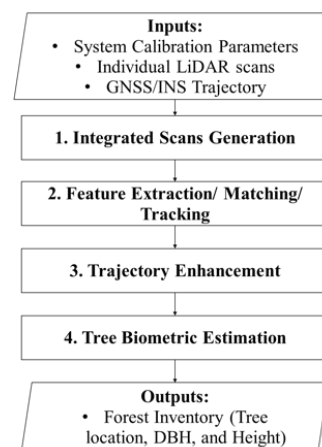 Inputs:
• System Calibration Parameters
• Individual LiDAR scans
• GNSS/INS Trajectory
1. Integrated Scans Generation
2. Feature Extraction/ Matching/
Tracking
3. Trajectory Enhancement
4. Tree Biometric Estimation
Outputs:
• Forest Inventory (Tree
location, DBH, and Height)